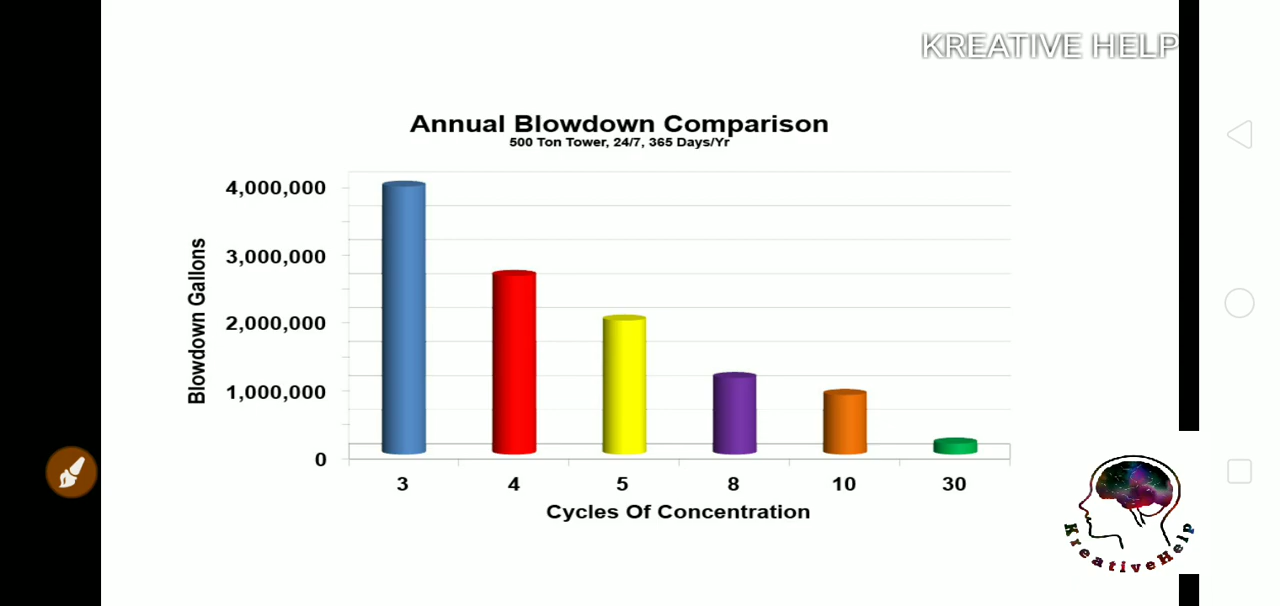 KREATIVE HELP
Annual Blowdown Comparison
500 Ton Tower, 24/7, 365 Days/Yr
Blowdown Gallons
4,000,000
3,000,000
2,000,000
1,000,000
0
3 4 5 8 10 30
Cycles Of Concentration
KreativeHelp